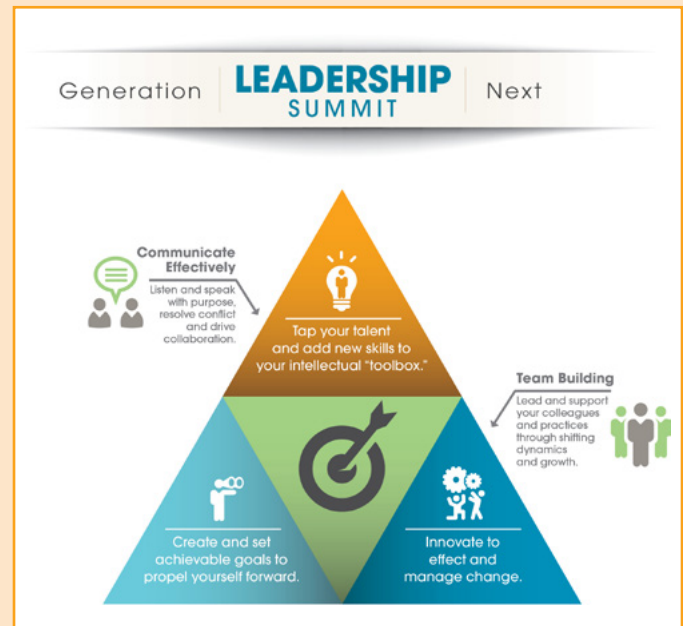 Generation LEADERSHIP Next
SUMMIT
Communicate
Effectively
Listen and speak
with purpose,
resolve conflict
and drive
collaboration.
Tap your talent
and add new skills to
your intellectual “toolbox.”
Team Building
Lead and support
your colleagues
and practices
through shifting
dynamics
and growth.
Create and set
achievable goals to
propel yourself forward.
Innovate to
effect and
manage change.